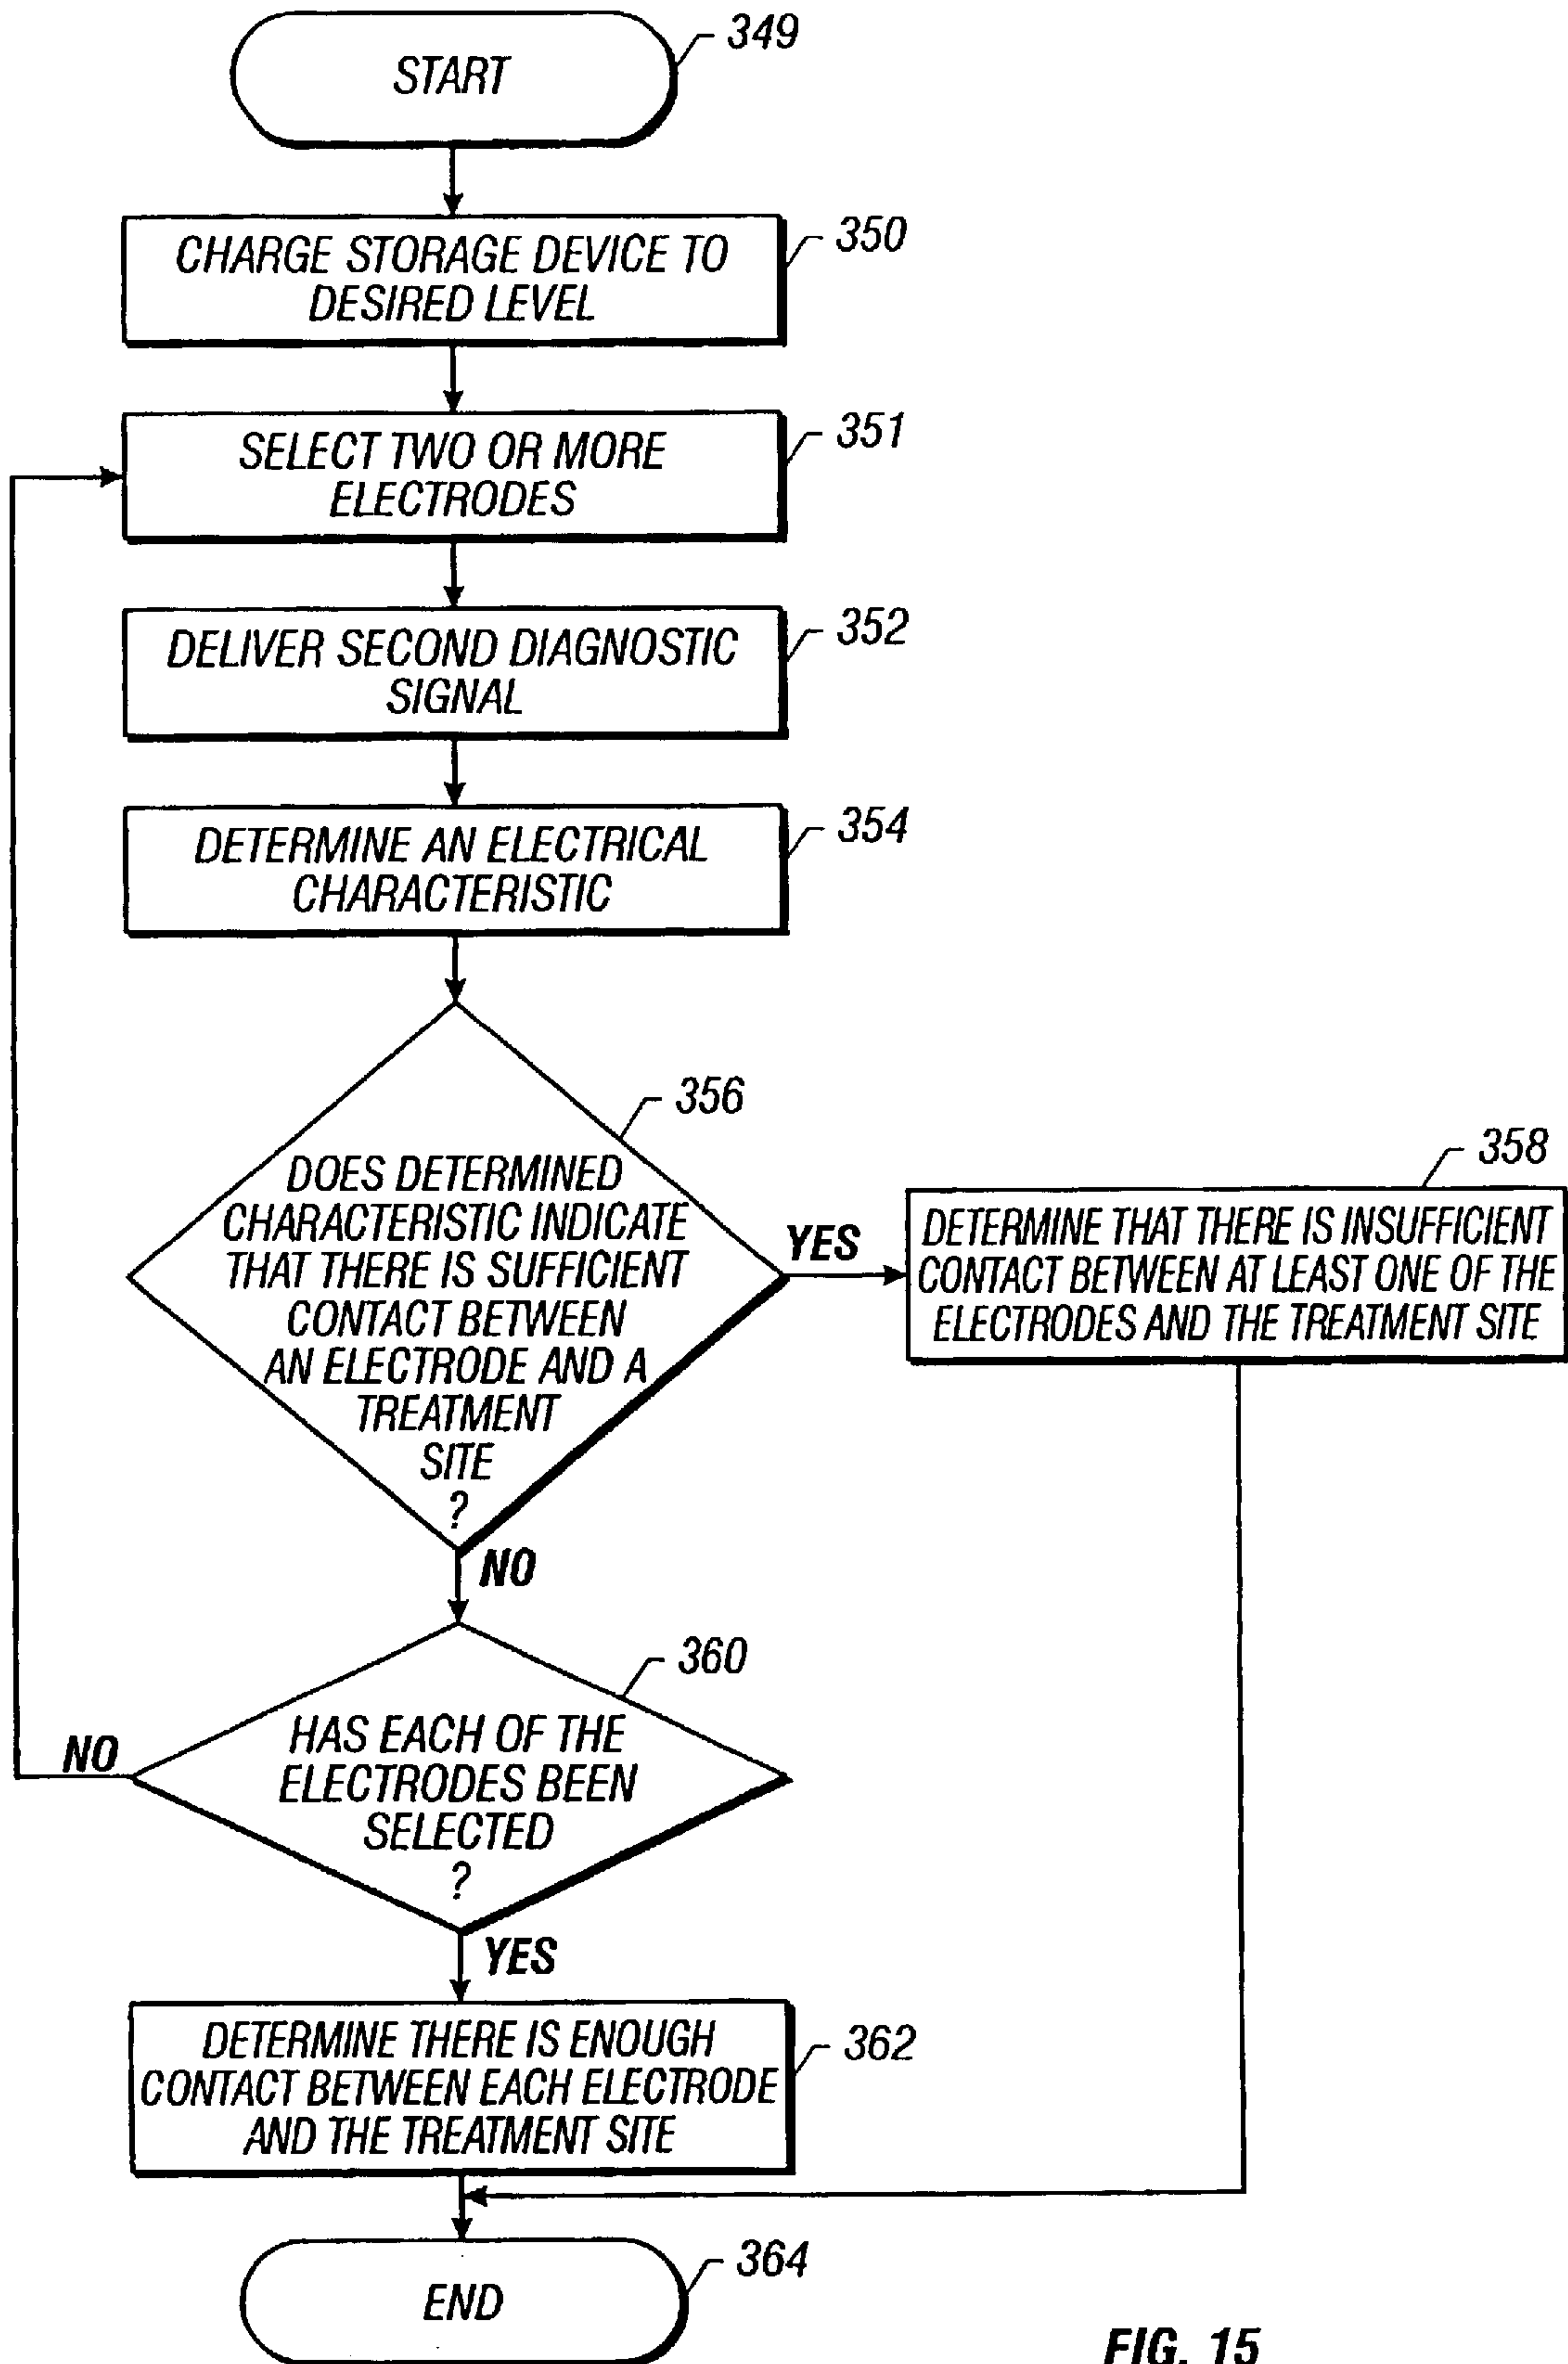 349
START
350
CHARGE STORAGE DEVICE TO
DESIRED LEVEL
351
SELECT TWO OR MORE
ELECTRODES
352
DELIVER SECOND DIAGNOSTIC
SIGNAL
354
DETERMINE AN ELECTRICAL
CHARACTERISTIC
356
DOES DETERMINED
CHARACTERISTIC INDICATE
THAT THERE IS SUFFICIENT
CONTACT BETWEEN
AN ELECTRODE AND A
TREATMENT
SITE
?
YES
358
DETERMINE THAT THERE IS INSUFFICIENT
CONTACT BETWEEN AT LEAST ONE OF THE
ELECTRODES AND THE TREATMENT SITE
NO
360
HAS EACH OF THE
ELECTRODES BEEN
SELECTED
?
NO
YES
362
DETERMINE THERE IS ENOUGH
CONTACT BETWEEN EACH ELECTRODE
AND THE TREATMENT SITE
364
END
FIG. 15